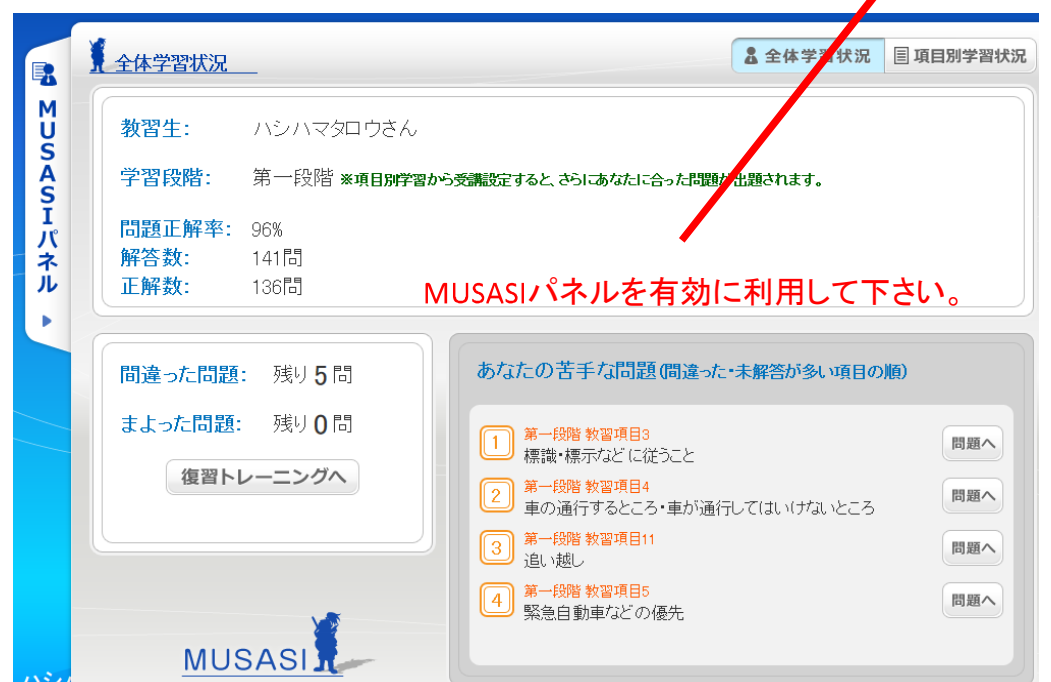 全体学習状況
全体学習状況
項目別学習状況
MUSASIパネル
教習生: ハシハマタロウさん
学習段階: 第一段階 ※項目別学習から受講設定すると、さらにあなたに合った問題が出題されます。
問題正解率: 96%
解答数: 141問
正解数: 136問
MUSASIパネルを有効に利用して下さい。
間違った問題: 残り5問
まよった問題: 残り0問
復習トレーニングへ
あなたの苦手な問題(間違った・未解答が多い項目の順)
1 第一段階 教習項目3
標識・標示などに従うこと
問題へ
2 第一段階 教習項目4
車の通行するところ・車が通行してはいけないところ
問題へ
3 第一段階 教習項目11
追い越し
問題へ
4 第一段階 教習項目5
緊急自動車などの優先
問題へ
MUSASI